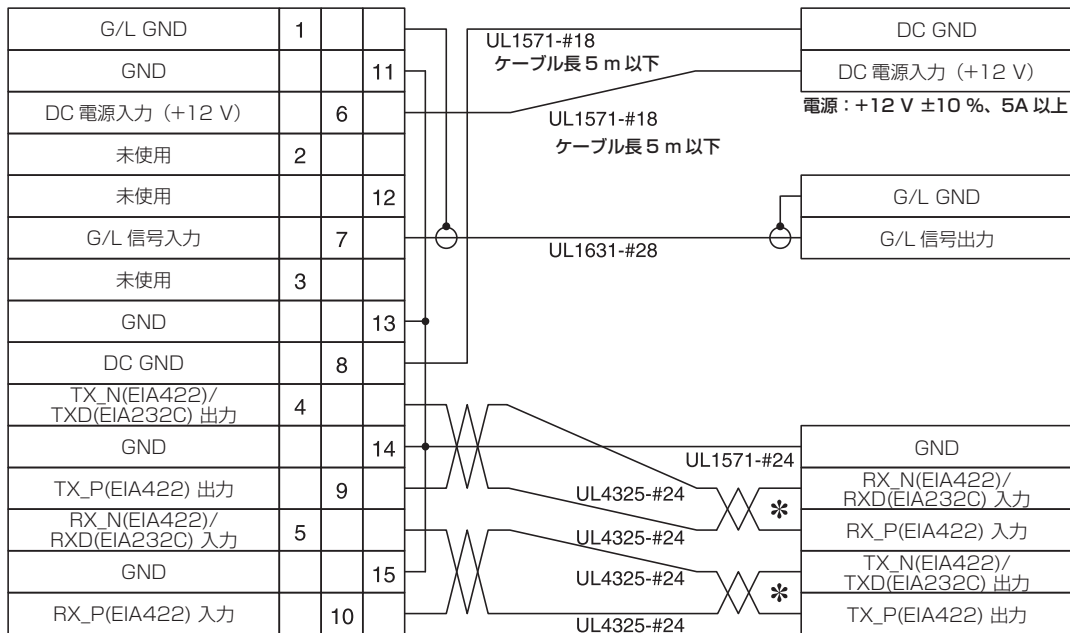 G/L GND 1
GND 11
DC 電源入力（+12 V） 6
未使用 2
未使用 12
G/L 信号入力 7
未使用 3
GND 13
DC GND 8
TX_N(EIA422)/
TXD(EIA232C) 出力 4
GND 14
TX_P(EIA422) 出力 9
RX_N(EIA422)/
RXD(EIA232C) 入力 5
GND 15
RX_P(EIA422) 入力 10
UL1571-#18
ケーブル長 5 m 以下
UL1571-#18
ケーブル長 5 m 以下
UL1631-#28
UL1571-#24
UL4325-#24
UL4325-#24
UL4325-#24
UL4325-#24
DC GND
DC 電源入力（+12 V）
電源：+12 V ±10 %、5A 以上
G/L GND
G/L 信号出力
GND
RX_N(EIA422)/
RXD(EIA232C) 入力
＊
RX_P(EIA422) 入力
TX_N(EIA422)/
TXD(EIA232C) 出力
＊
TX_P(EIA422) 出力